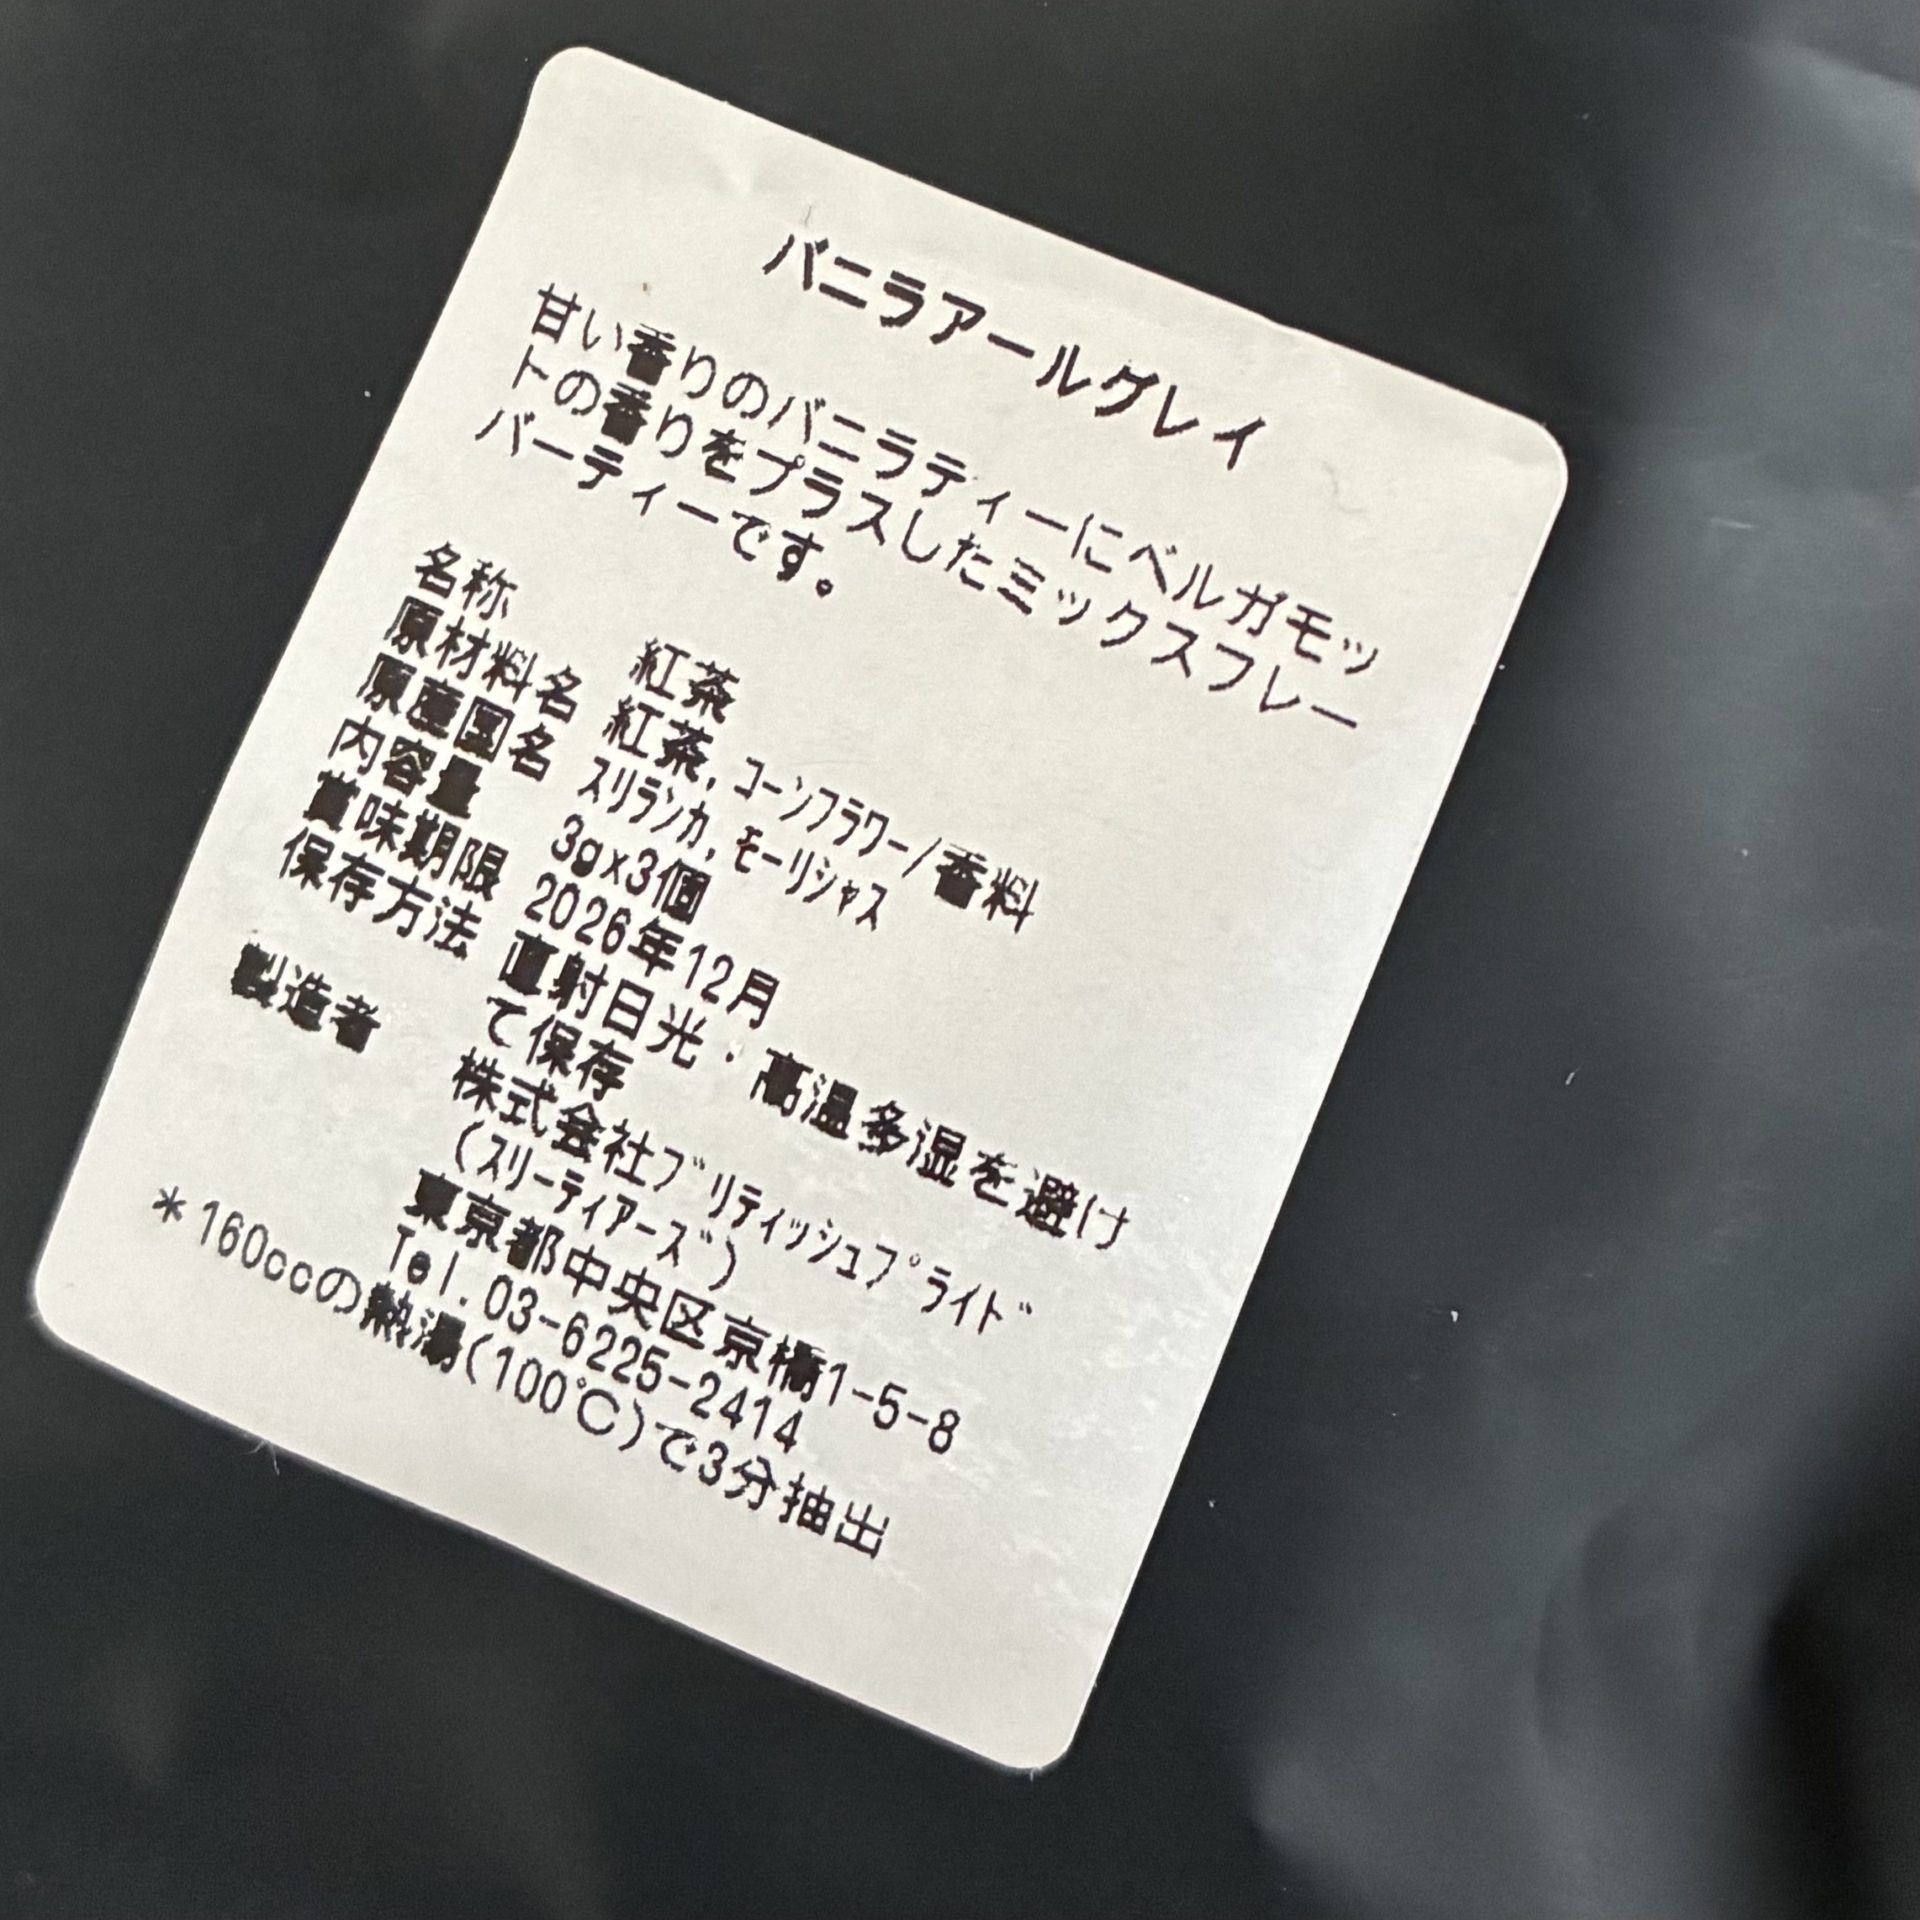 バニラアールグレイ
甘い香りのバニラティーにベルガモッ
トの香りをプラスしたミックスフレー
バーティーです。
名称 紅茶
原材料名 紅茶,コーンフラワー/香料
原産国名 スリランカ,モーリシャス
内容量 3gx3個
賞味期限 2026年12月
保存方法 直射日光・高温多湿を避け
て保存
製造者 株式会社ブリティッシュプライド
(スリーティアーズ)
東京都中央区京橋1-5-8
Tel.03-6225-2414
*160ccの熱湯(100℃)で3分抽出